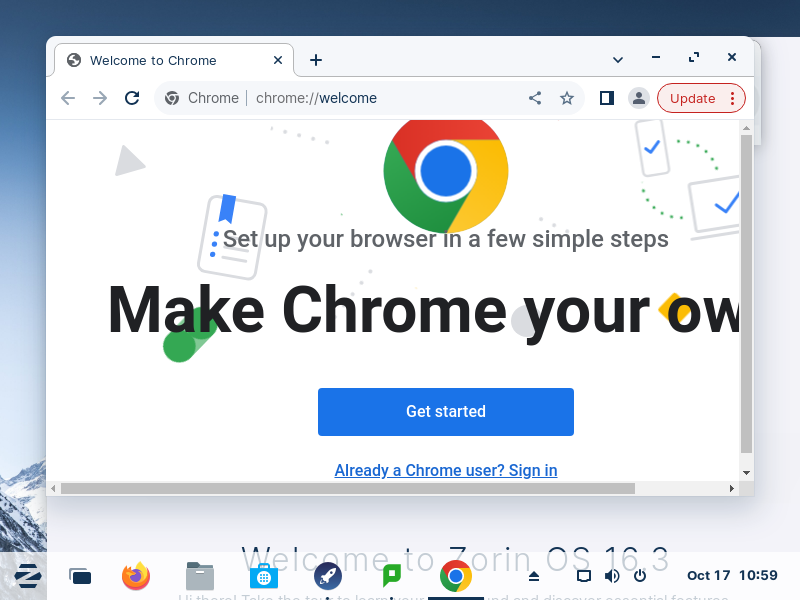 Welcome to Chrome
Chrome | chrome://welcome
Update
Set up your browser in a few simple steps
Make Chrome your ow
Get started
Already a Chrome user? Sign in
Welcome to Zorin OS 16.3
Oct 17 10:59
Hi there! Take the tour to learn your
and discover essential features